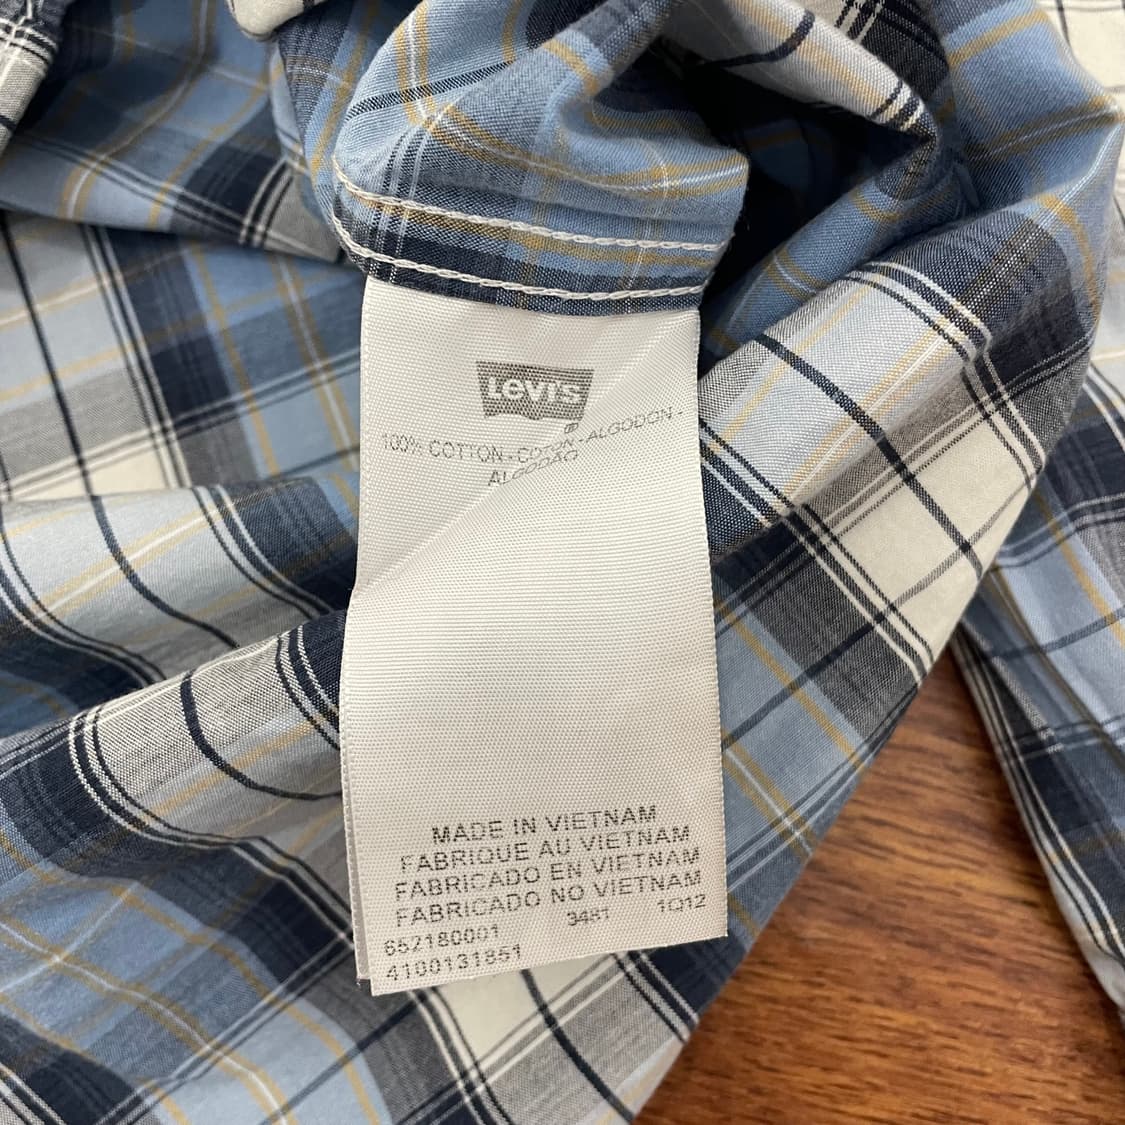 LEVI'S
®
100% COTTON - COTON - ALGODON -
ALGODÃO
MADE IN VIETNAM
FABRIQUE AU VIETNAM
FABRICADO EN VIETNAM
FABRICADO NO VIETNAM
3481 1Q12
652180001
4100131851